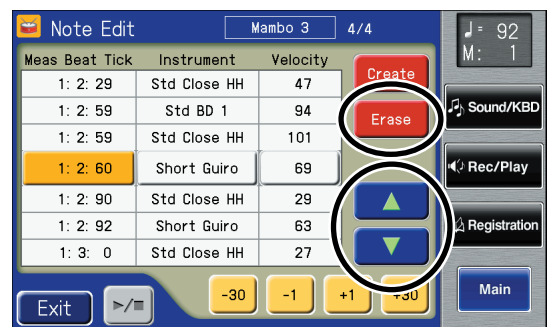 Note Edit
Mambo 3
4/4
♩= 92
M: 1
Meas Beat Tick Instrument Velocity
1: 2: 29 Std Close HH 47
1: 2: 59 Std BD 1 94
1: 2: 59 Std Close HH 101
1: 2: 60 Short Guiro 69
1: 2: 90 Std Close HH 29
1: 2: 92 Short Guiro 63
1: 3: 0 Std Close HH 27
Create
Erase
Sound/KBD
Rec/Play
Registration
Main
Exit
-30
-1
+1
+30